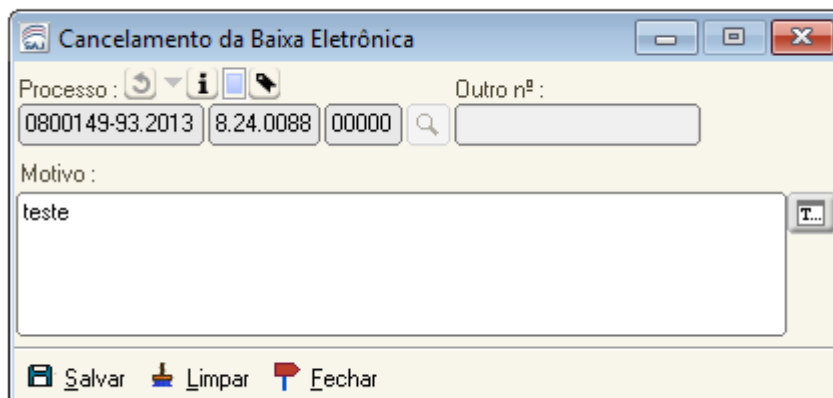 SAJ Cancelamento da Baixa Eletrônica
Processo : Outro nº :
0800149-93.2013 8.24.0088 00000
Motivo :
teste
T...
Salvar Limpar Fechar